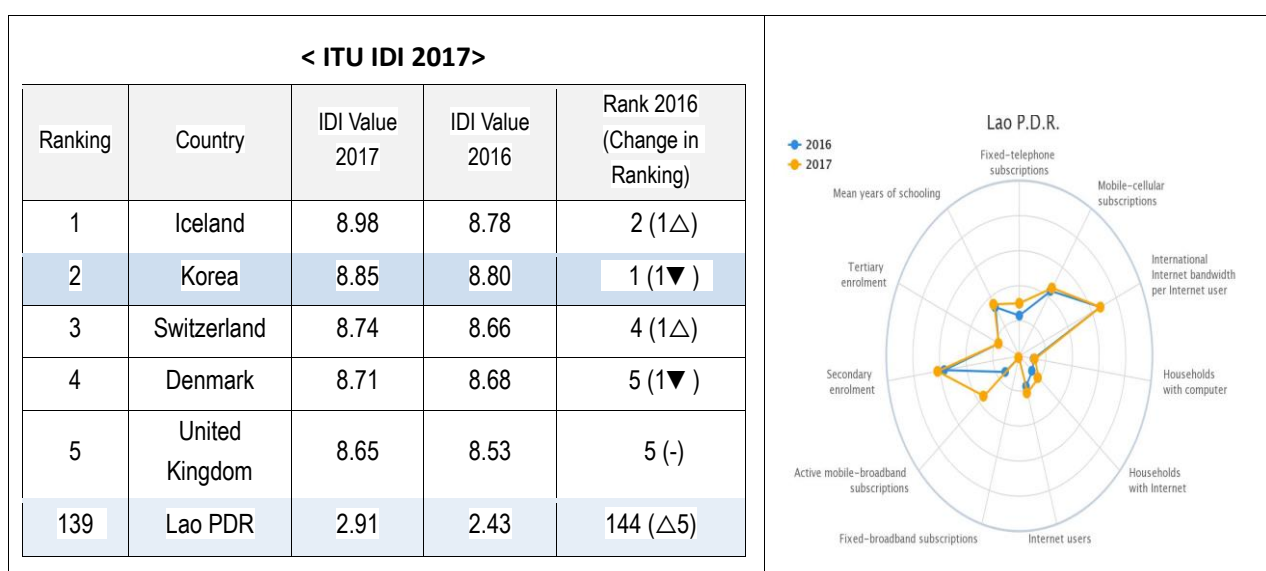 < ITU IDI 2017>
Ranking
Country
IDI Value
2017
IDI Value
2016
Rank 2016
(Change in
Ranking)
1 Iceland 8.98 8.78 2 (1△)
2 Korea 8.85 8.80 1 (1▼ )
3 Switzerland 8.74 8.66 4 (1△)
4 Denmark 8.71 8.68 5 (1▼ )
5 United
Kingdom 8.65 8.53 5 (-)
139 Lao PDR 2.91 2.43 144 (△5)
Lao P.D.R.
2016
2017
Fixed-telephone
subscriptions
Mobile-cellular
subscriptions
International
Internet bandwidth
per Internet user
Households
with computer
Households
with Internet
Internet users
Fixed-broadband subscriptions
Active mobile-broadband
subscriptions
Secondary
enrolment
Tertiary
enrolment
Mean years of schooling